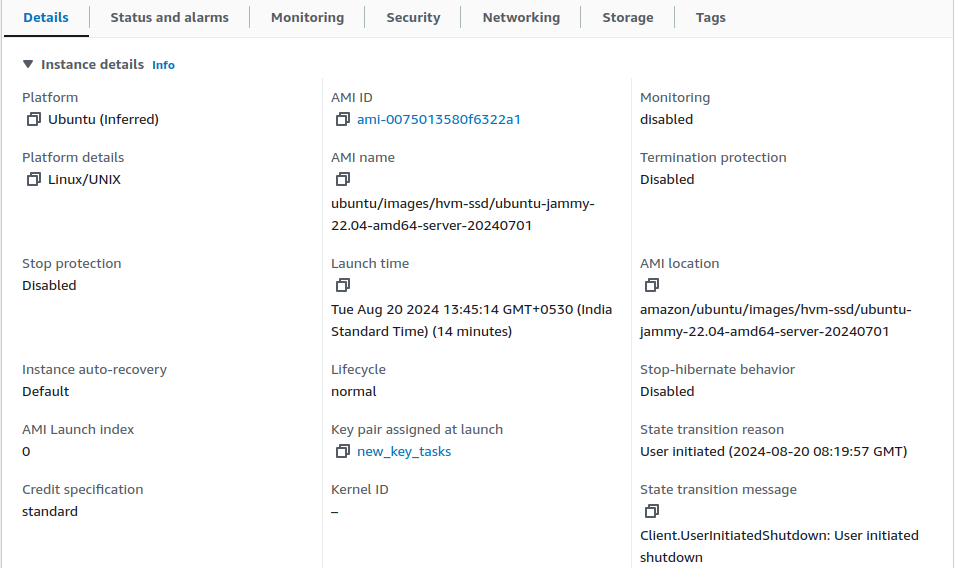 Details Status and alarms Monitoring Security Networking Storage Tags
Instance details Info
Platform
Ubuntu (Inferred)
AMI ID
ami-0075013580f6322a1
Monitoring
disabled
Platform details
Linux/UNIX
AMI name
ubuntu/images/hvm-ssd/ubuntu-jammy-
22.04-amd64-server-20240701
Termination protection
Disabled
Stop protection
Disabled
Launch time
Tue Aug 20 2024 13:45:14 GMT+0530 (India
Standard Time) (14 minutes)
AMI location
amazon/ubuntu/images/hvm-ssd/ubuntu-
jammy-22.04-amd64-server-20240701
Instance auto-recovery
Default
Lifecycle
normal
Stop-hibernate behavior
Disabled
AMI Launch index
0
Key pair assigned at launch
new_key_tasks
State transition reason
User initiated (2024-08-20 08:19:57 GMT)
Credit specification
standard
Kernel ID
–
State transition message
Client.UserInitiatedShutdown: User initiated
shutdown